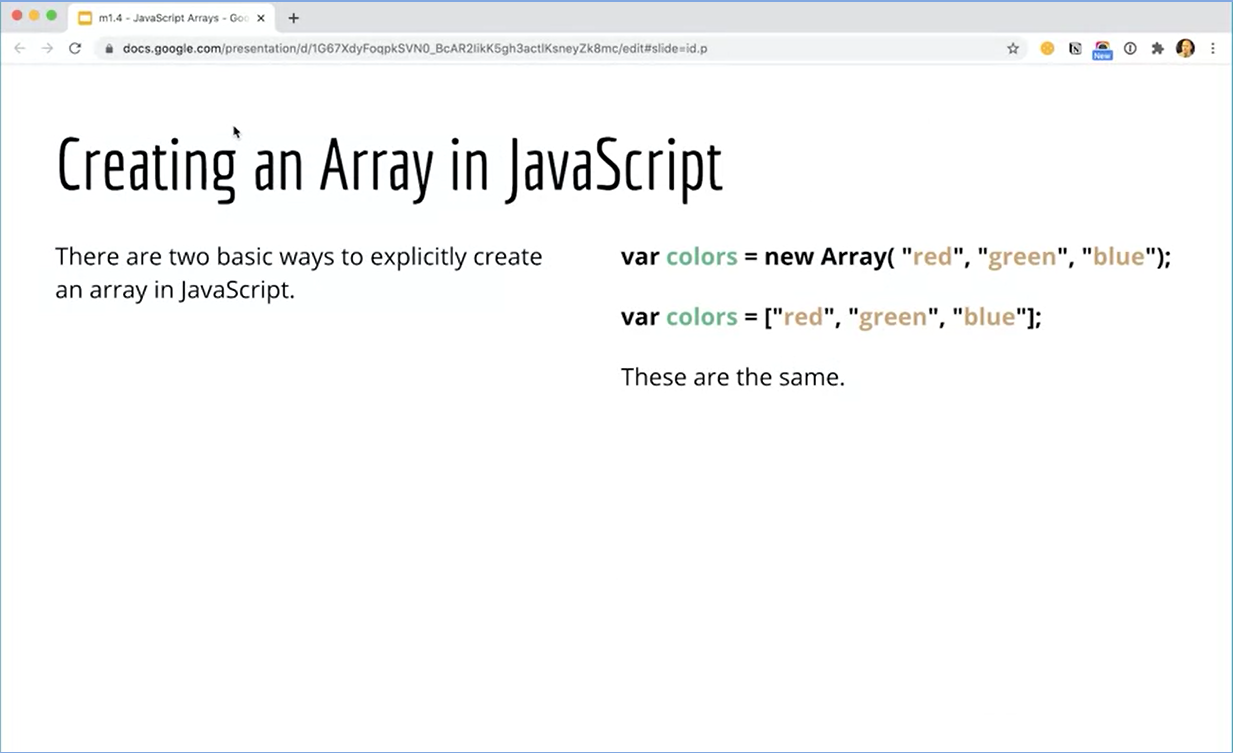 m1.4 - JavaScript Arrays - Goo
docs.google.com/presentation/d/1G67XdyFoqpkSVN0_BcAR2IikK5gh3actlKsneyZk8mc/edit#slide=id.p
New
Creating an Array in JavaScript
There are two basic ways to explicitly create
an array in JavaScript.
var colors = new Array( "red", "green", "blue");
var colors = ["red", "green", "blue"];
These are the same.